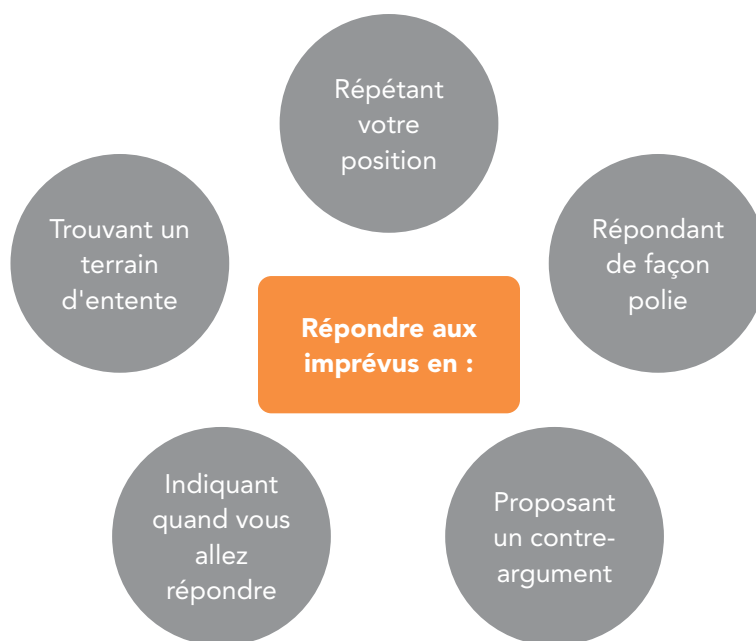 Répétant
votre
position
Trouvant un
terrain
d'entente
Répondant
de façon
polie
Répondre aux
imprévus en :
Indiquant
quand vous
allez
répondre
Proposant
un contre-
argument